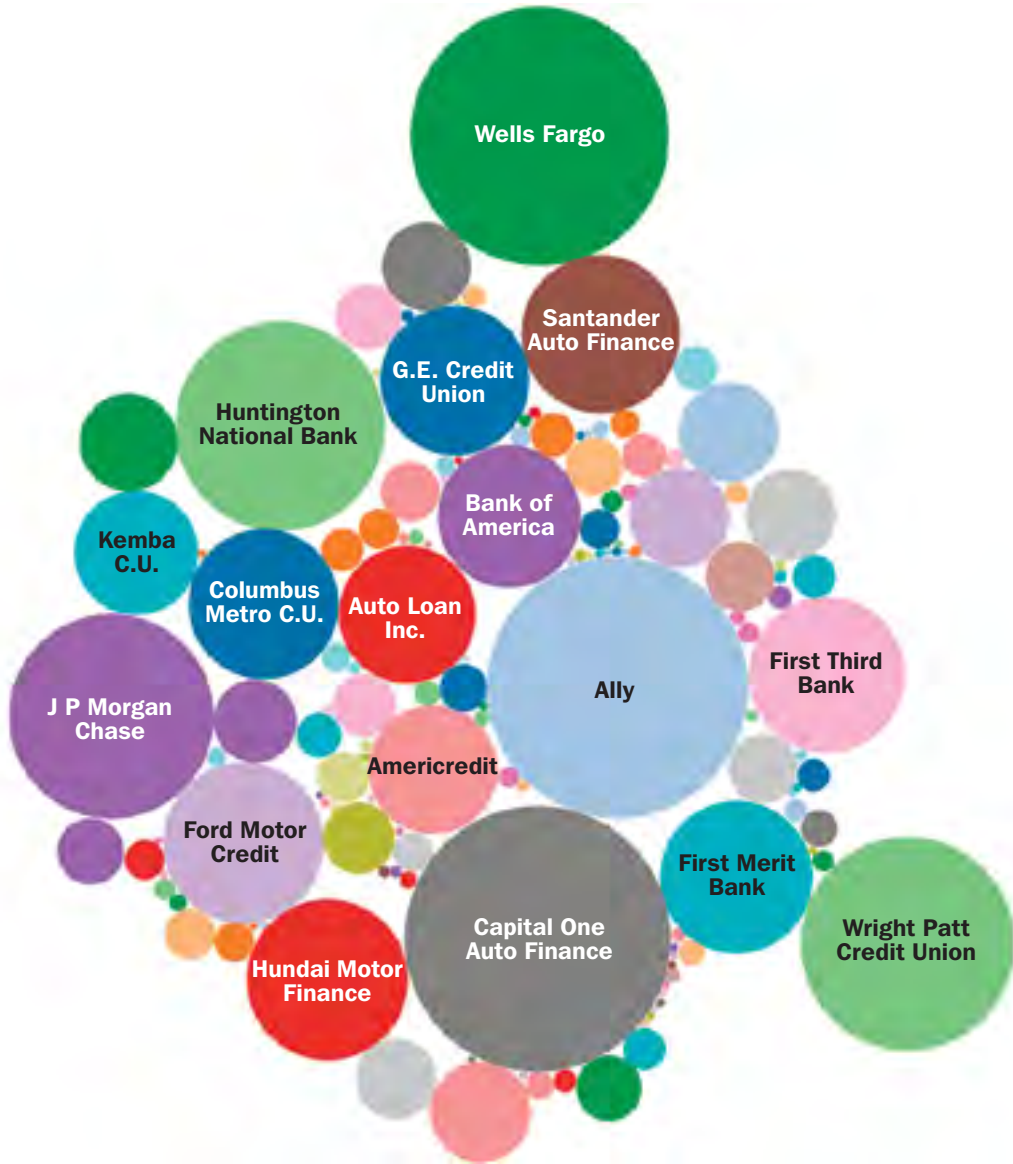 Wells Fargo
Santander
Auto Finance
G.E. Credit
Union
Huntington
National Bank
Bank of
America
Kemba
C.U.
Columbus
Metro C.U.
Auto Loan
Inc.
First Third
Bank
Ally
J P Morgan
Chase
Americredit
Ford Motor
Credit
First Merit
Bank
Capital One
Auto Finance
Wright Patt
Credit Union
Hundai Motor
Finance